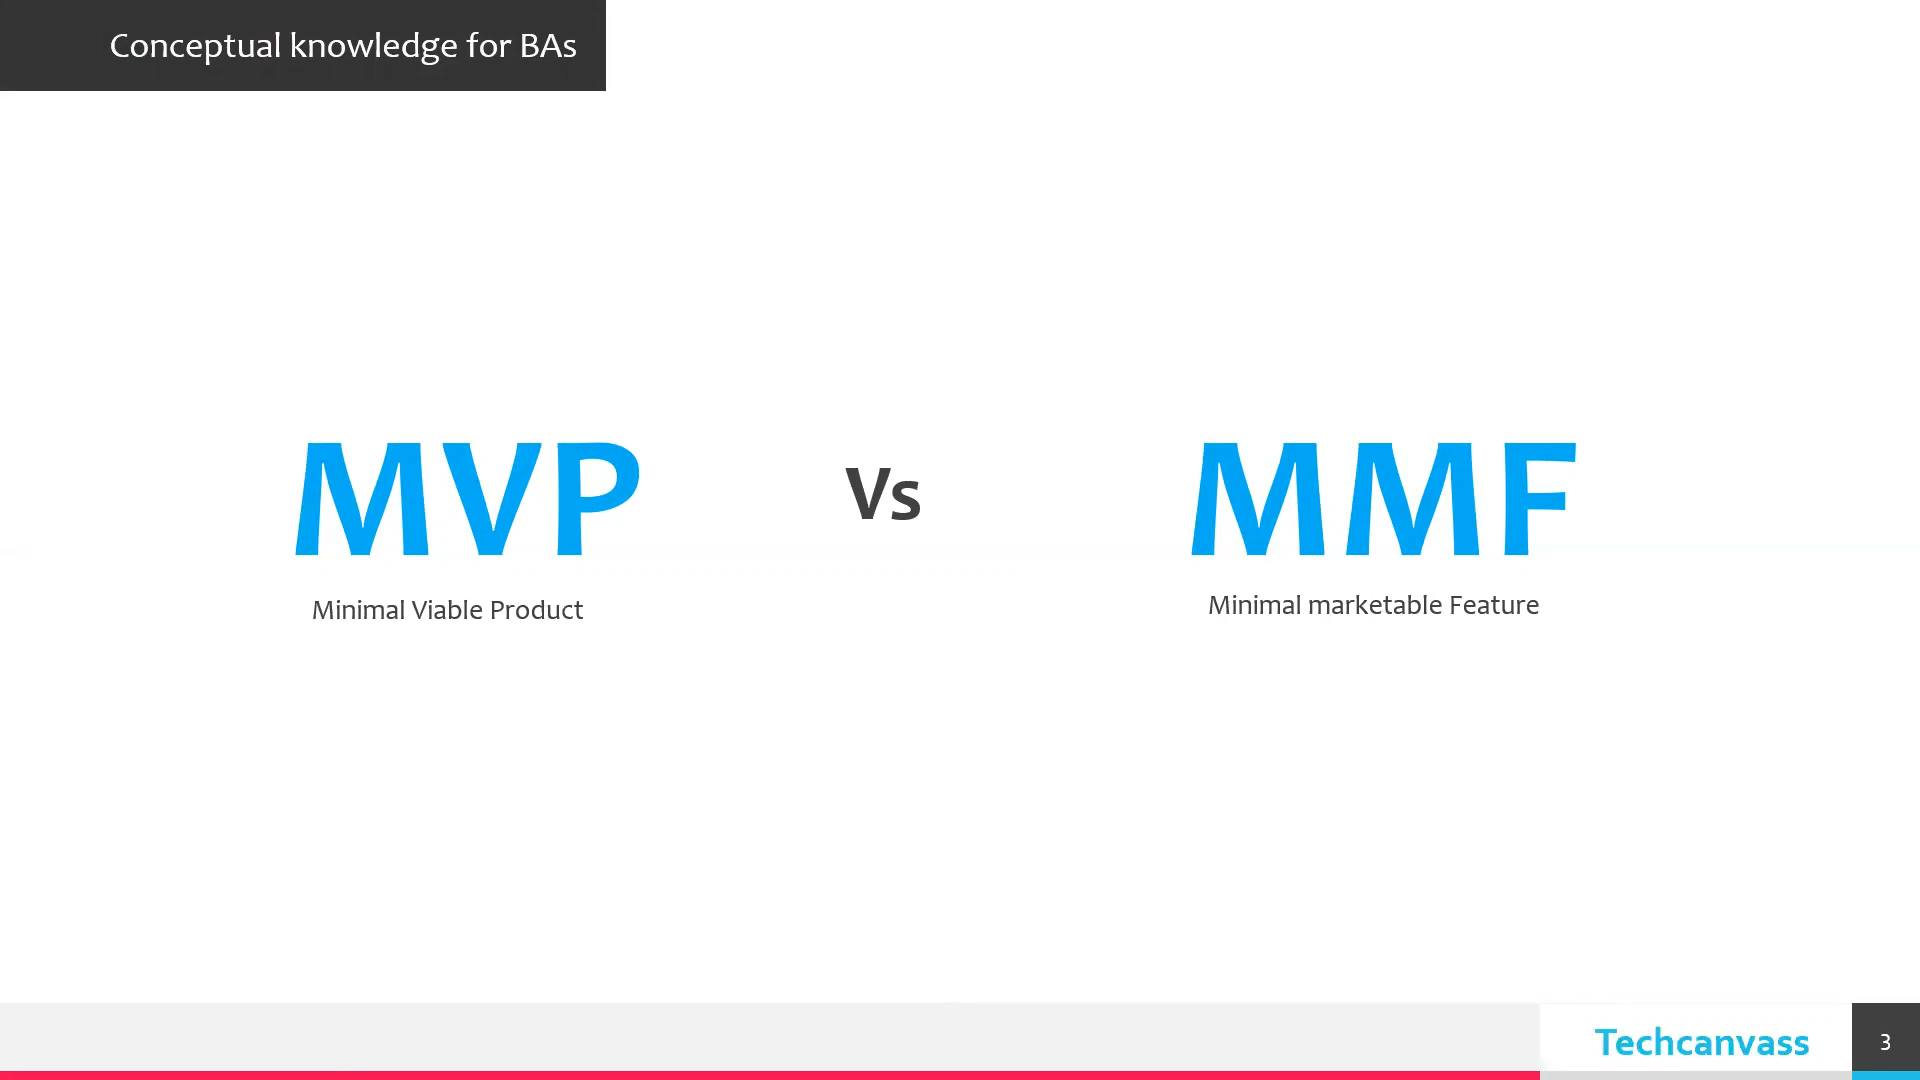 Conceptual knowledge for BAs
MVP
Vs
MMF
Minimal Viable Product
Minimal marketable Feature
Techcanvass
3